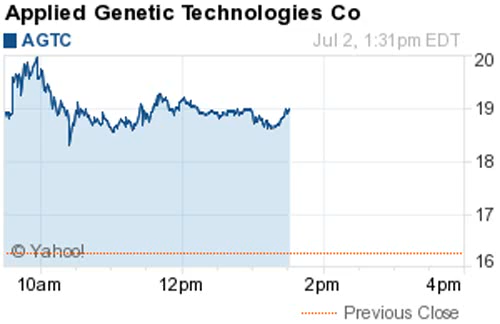 Applied Genetic Technologies Co
AGTC Jul 2, 1:31pm EDT
20
19
18
17
16
© Yahoo!
10am 12pm 2pm 4pm
Previous Close